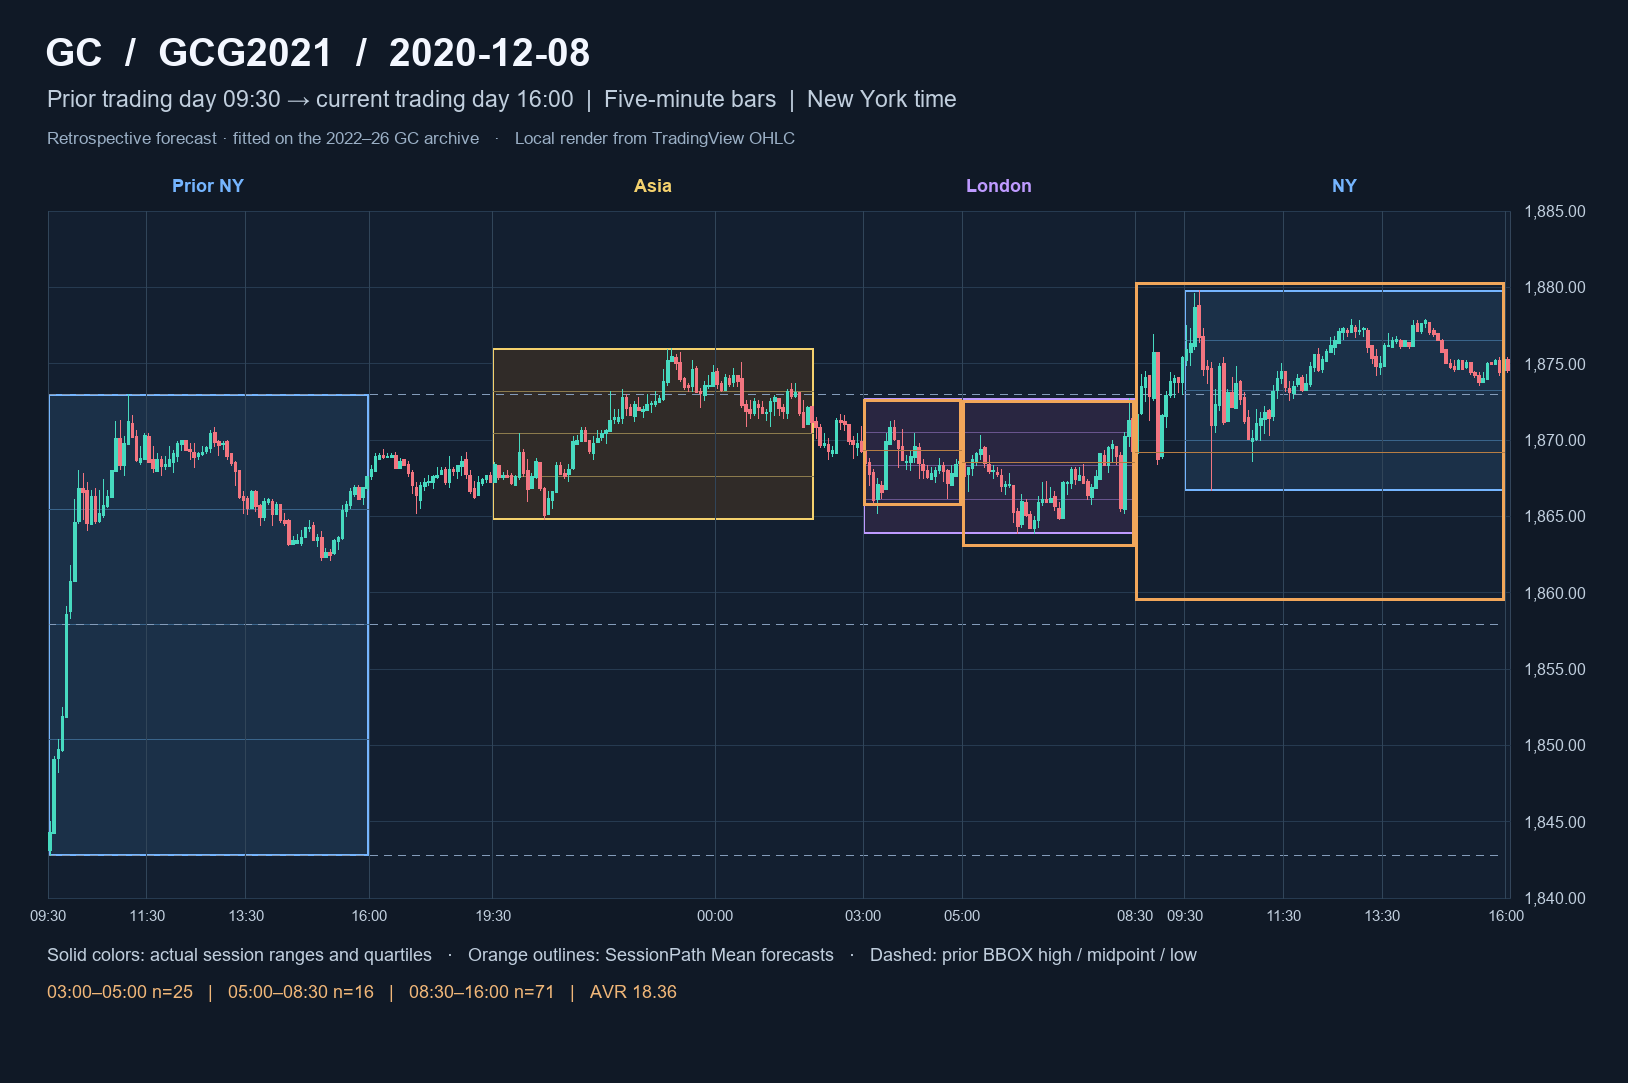 GC / GCG2021 / 2020-12-08
Prior trading day 09:30 → current trading day 16:00 | Five-minute bars | New York time
Retrospective forecast · fitted on the 2022–26 GC archive · Local render from TradingView OHLC
Prior NY Asia London NY
1,885.00
1,880.00
1,875.00
1,870.00
1,865.00
1,860.00
1,855.00
1,850.00
1,845.00
1,840.00
09:30 11:30 13:30 16:00 19:30 00:00 03:00 05:00 08:30 09:30 11:30 13:30 16:00
Solid colors: actual session ranges and quartiles · Orange outlines: SessionPath Mean forecasts · Dashed: prior BBOX high / midpoint / low
03:00–05:00 n=25 | 05:00–08:30 n=16 | 08:30–16:00 n=71 | AVR 18.36